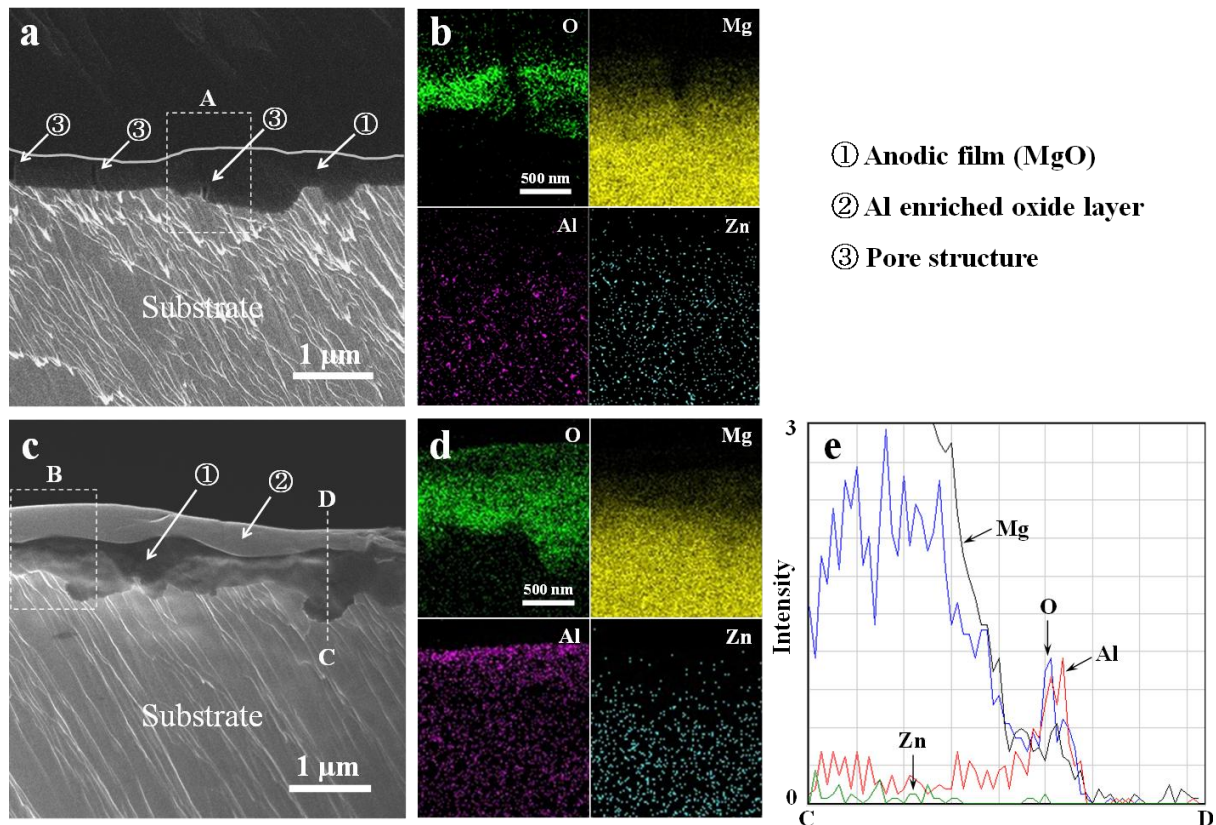 a
A
③
③
③
①
Substrate
1 μm
b
O
Mg
500 nm
Al
Zn
① Anodic film (MgO)
② Al enriched oxide layer
③ Pore structure
c
B
①
②
D
C
Substrate
1 μm
d
O
Mg
500 nm
Al
Zn
3
e
Mg
O
Al
Zn
Intensity
0
C
D